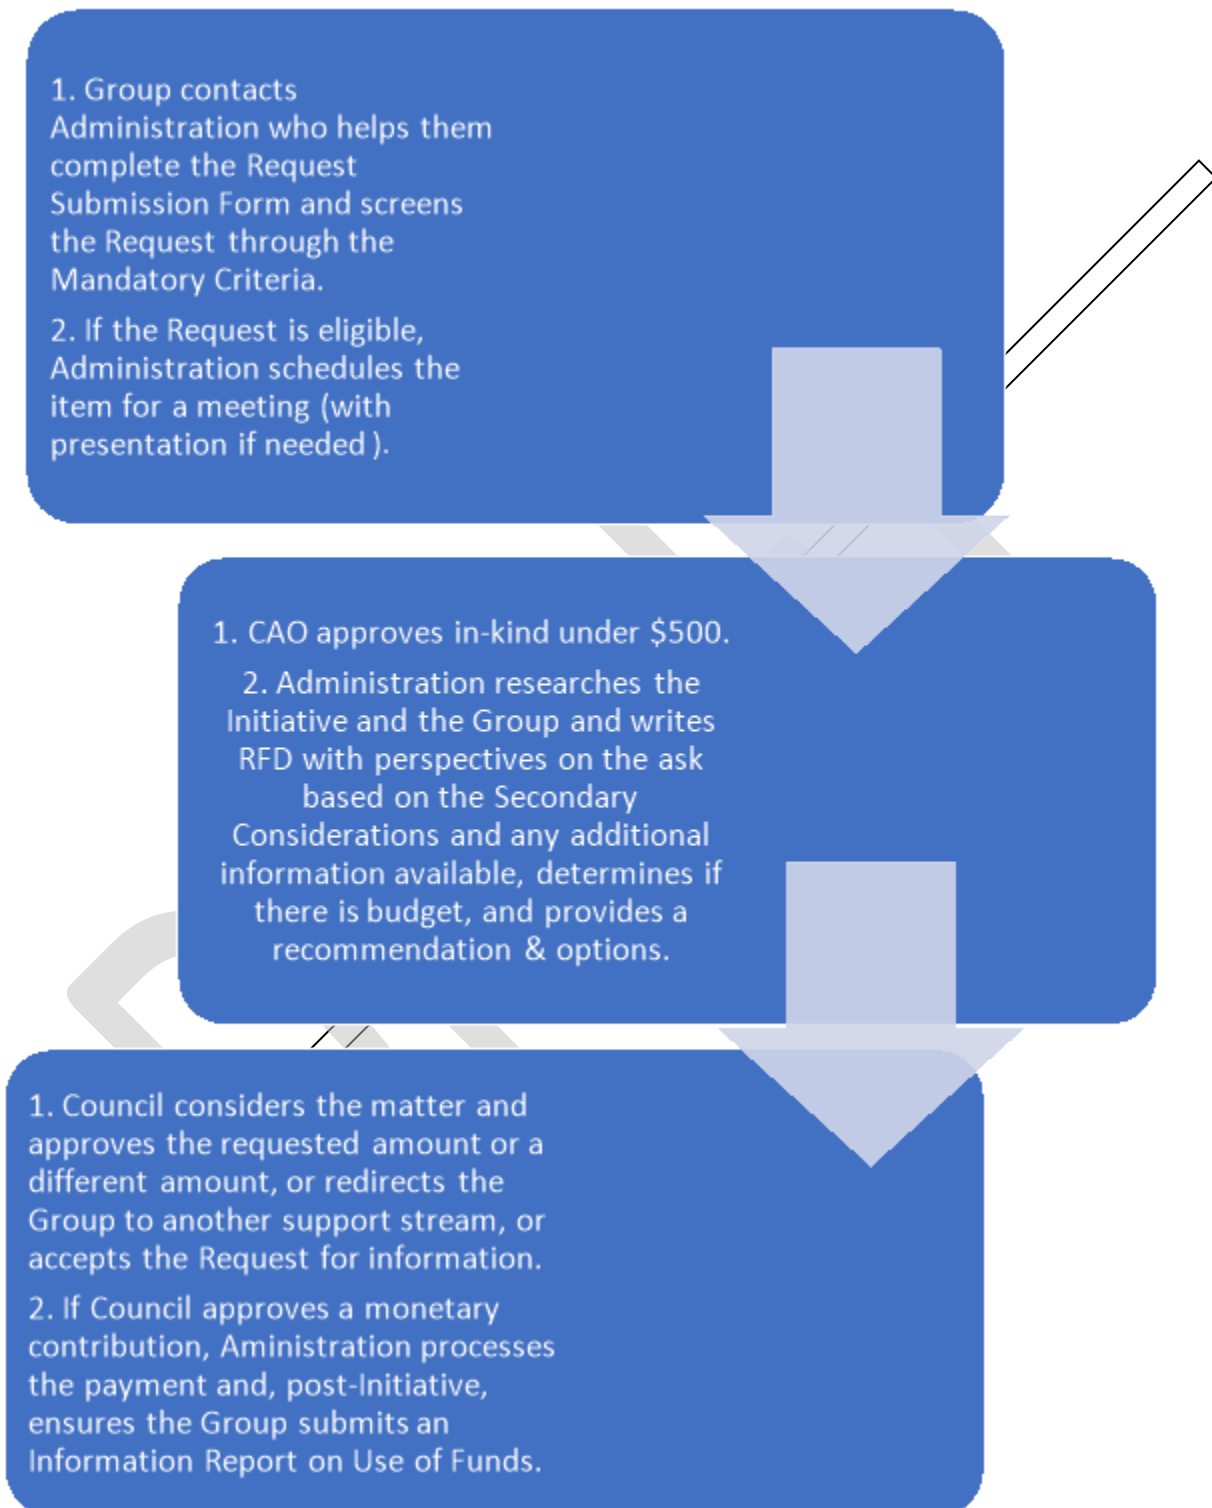 1. Group contacts
Administration who helps them
complete the Request
Submission Form and screens
the Request through the
Mandatory Criteria.
2. If the Request is eligible,
Administration schedules the
item for a meeting (with
presentation if needed ).
1. CAO approves in-kind under $500.
2. Administration researches the
Initiative and the Group and writes
RFD with perspectives on the ask
based on the Secondary
Considerations and any additional
information available, determines if
there is budget, and provides a
recommendation & options.
1. Council considers the matter and
approves the requested amount or a
different amount, or redirects the
Group to another support stream, or
accepts the Request for information.
2. If Council approves a monetary
contribution, Aministration processes
the payment and, post-Initiative,
ensures the Group submits an
Information Report on Use of Funds.